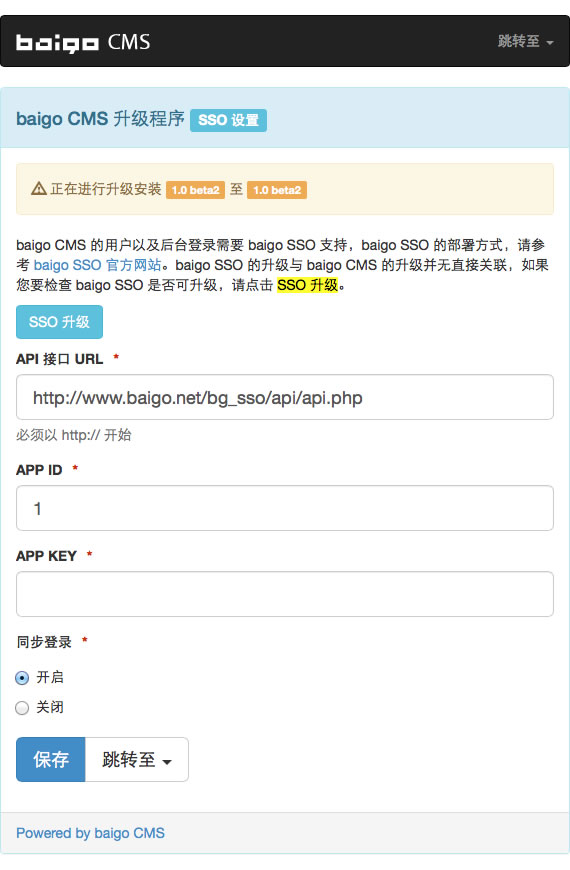 baigo CMS 跳转至
baigo CMS 升级程序 SSO 设置
正在进行升级安装 1.0 beta2 至 1.0 beta2
baigo CMS 的用户以及后台登录需要 baigo SSO 支持，baigo SSO 的部署方式，请参
考 baigo SSO 官方网站。baigo SSO 的升级与 baigo CMS 的升级并无直接关联，如果
您要检查 baigo SSO 是否可升级，请点击 SSO 升级。
SSO 升级
API 接口 URL *
http://www.baigo.net/bg_sso/api/api.php
必须以 http:// 开始
APP ID *
1
APP KEY *
同步登录 *
开启
关闭
保存 跳转至
Powered by baigo CMS